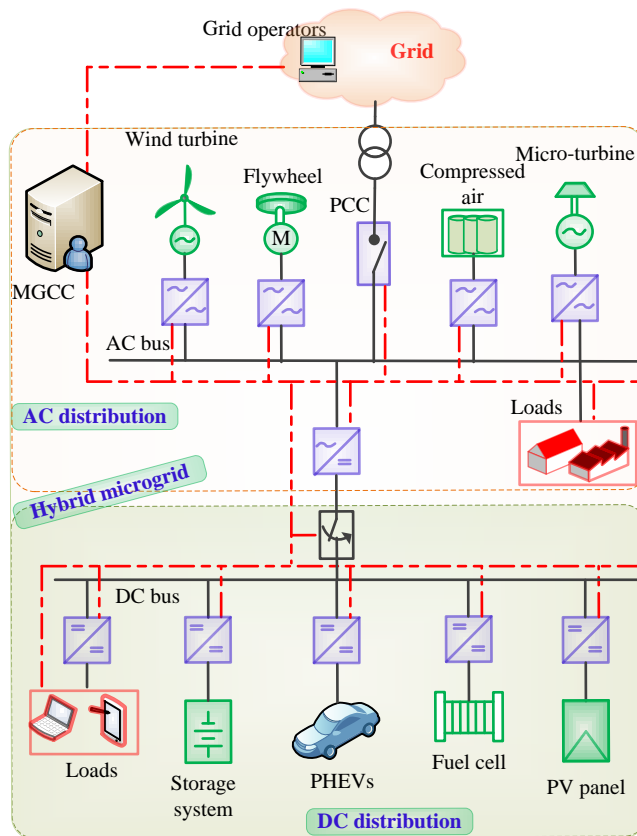 Grid operators
Grid
Wind turbine
Micro-turbine
Flywheel
Compressed
air
PCC
M
MGCC
AC bus
AC distribution
Loads
Hybrid microgrid
DC bus
Loads
Storage
system
PHEVs
Fuel cell
PV panel
DC distribution